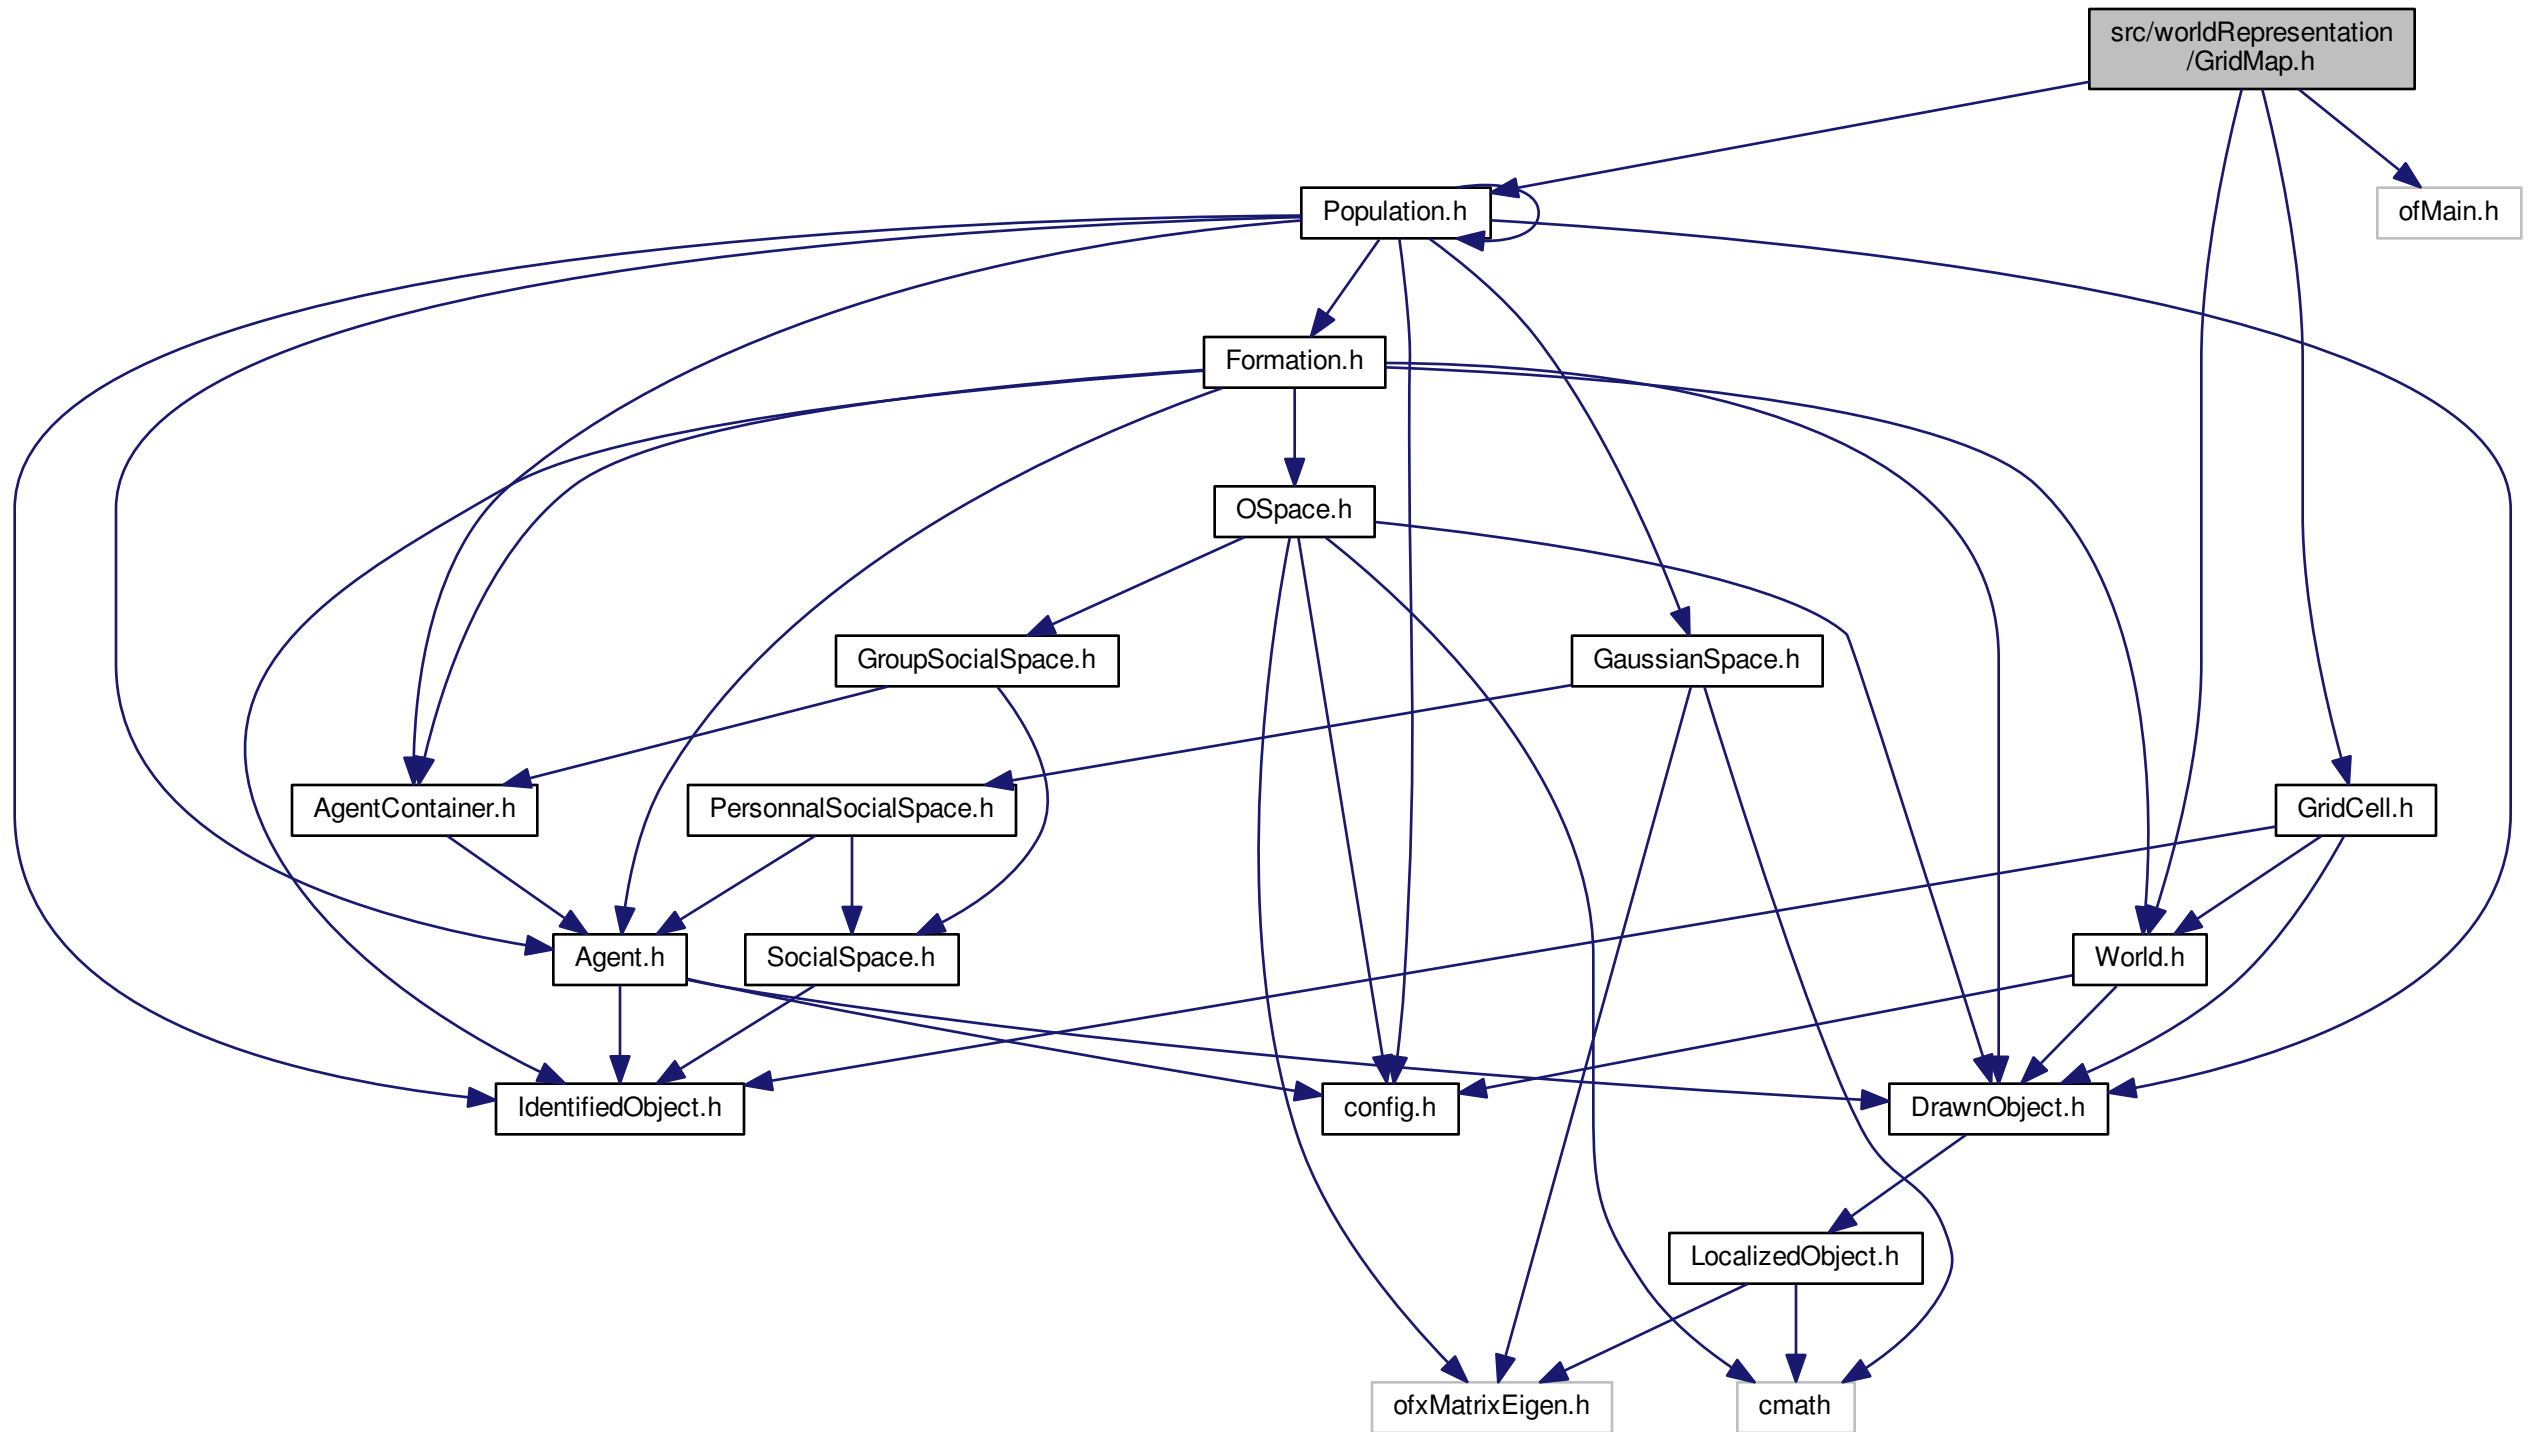 src/worldRepresentation
/GridMap.h
Population.h
ofMain.h
Formation.h
OSpace.h
GroupSocialSpace.h
GaussianSpace.h
AgentContainer.h
PersonnalSocialSpace.h
GridCell.h
Agent.h
SocialSpace.h
World.h
IdentifiedObject.h
config.h
DrawnObject.h
LocalizedObject.h
ofxMatrixEigen.h
cmath